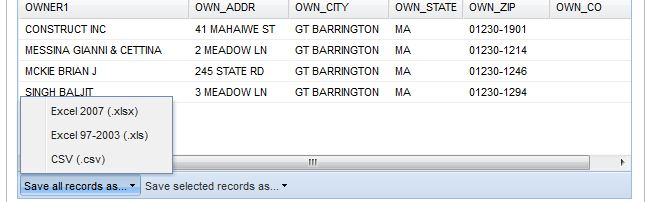 OWNER1 OWN_ADDR OWN_CITY OWN_STATE OWN_ZIP OWN_CO
CONSTRUCT INC 41 MAHAIWE ST GT BARRINGTON MA 01230-1901
MESSINA GIANNI & CETTINA 2 MEADOW LN GT BARRINGTON MA 01230-1214
MCKIE BRIAN J 245 STATE RD GT BARRINGTON MA 01230-1246
SINGH BALJIT 3 MEADOW LN GT BARRINGTON MA 01230-1294
Excel 2007 (.xlsx)
Excel 97-2003 (.xls)
CSV (.csv)
Save all records as... Save selected records as...